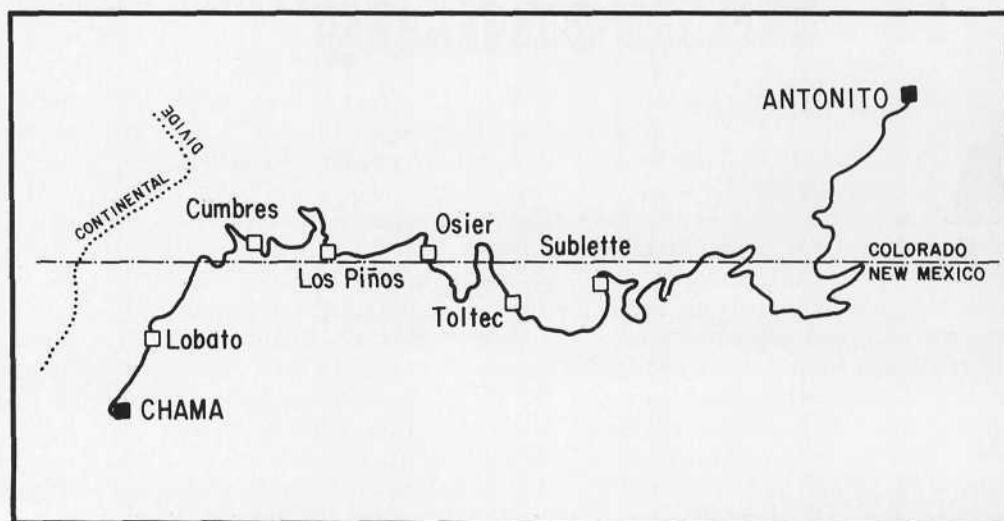 ANTONITO
DIVIDE
CONTINENTAL
Cumbres
Osier
Sublette
COLORADO
NEW MEXICO
Los Piños
Toltec
Lobato
CHAMA